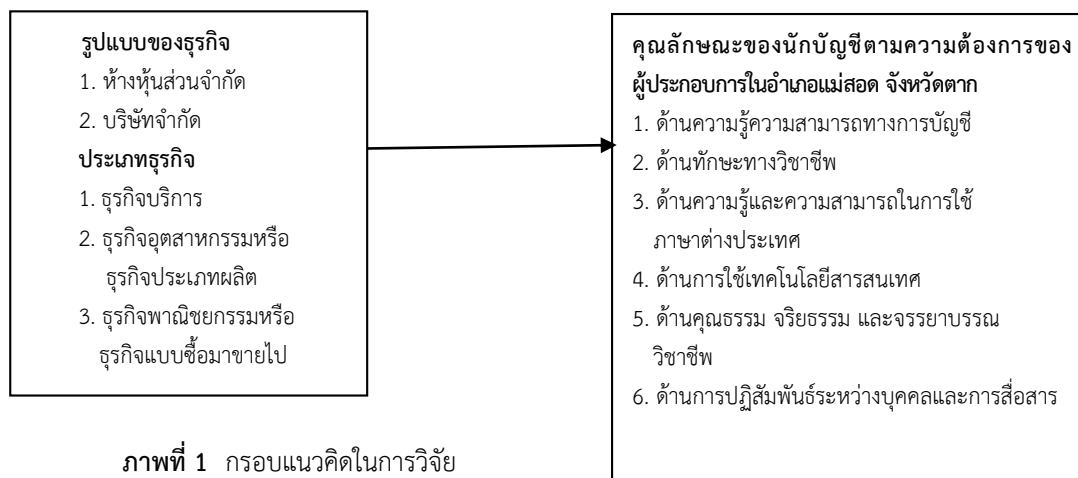 รูปแบบของธุรกิจ
1. ห้างหุ้นส่วนจำกัด
2. บริษัทจำกัด
ประเภทธุรกิจ
1. ธุรกิจบริการ
2. ธุรกิจอุตสาหกรรมหรือ
ธุรกิจประเภทผลิต
3. ธุรกิจพาณิชยกรรมหรือ
ธุรกิจแบบซื้อมาขายไป
คุณลักษณะของนักบัญชีตามความต้องการของ
ผู้ประกอบการในอำเภอแม่สอด จังหวัดตาก
1. ด้านความรู้ความสามารถทางการบัญชี
2. ด้านทักษะทางวิชาชีพ
3. ด้านความรู้และความสามารถในการใช้
ภาษาต่างประเทศ
4. ด้านการใช้เทคโนโลยีสารสนเทศ
5. ด้านคุณธรรม จริยธรรม และจรรยาบรรณ
วิชาชีพ
6. ด้านการปฏิสัมพันธ์ระหว่างบุคคลและการสื่อสาร
ภาพที่ 1 กรอบแนวคิดในการวิจัย